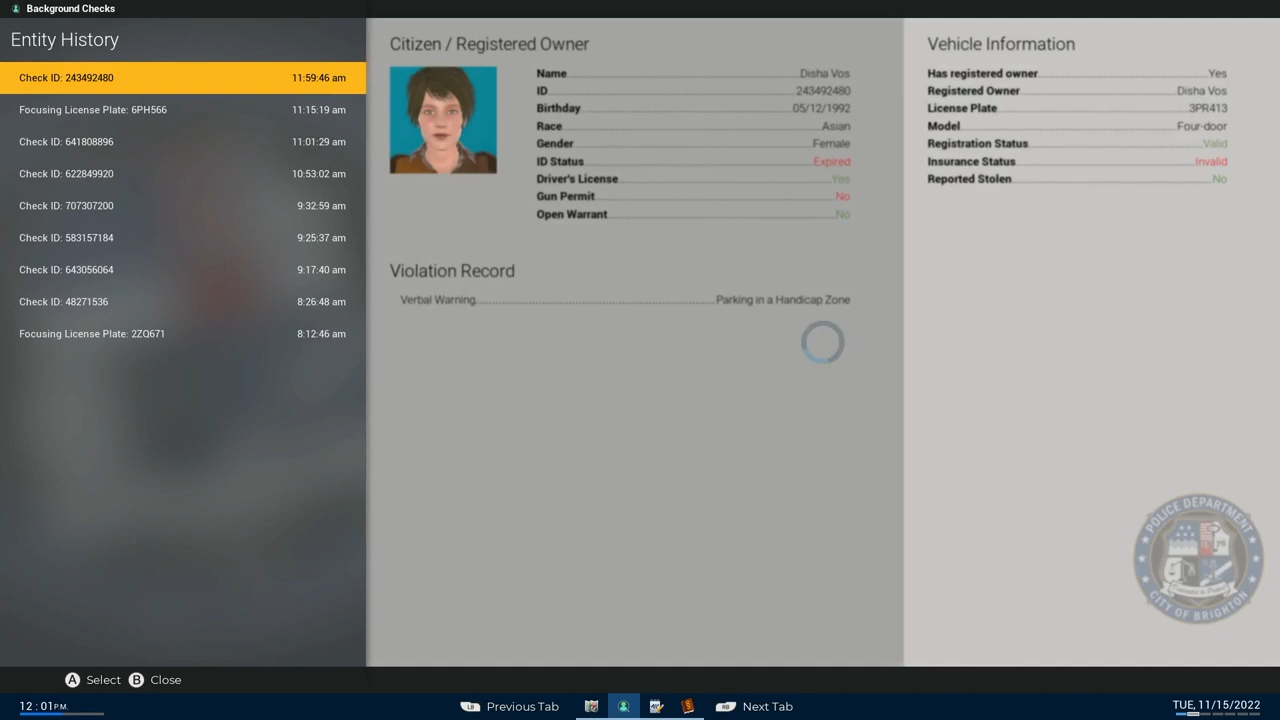 Background Checks
Entity History
Check ID: 243492480 11:59:46 am
Focusing License Plate: 6PH566 11:15:19 am
Check ID: 641808896 11:01:29 am
Check ID: 622849920 10:53:02 am
Check ID: 707307200 9:32:59 am
Check ID: 583157184 9:25:37 am
Check ID: 643056064 9:17:40 am
Check ID: 48271536 8:26:48 am
Focusing License Plate: 2ZQ671 8:12:46 am
Citizen / Registered Owner
Name Disha Vos
ID 243492480
Birthday 05/12/1992
Race Asian
Gender Female
ID Status Expired
Driver's License Yes
Gun Permit No
Open Warrant No
Violation Record
Verbal Warning Parking in a Handicap Zone
Vehicle Information
Has registered owner Yes
Registered Owner Disha Vos
License Plate 3PR413
Model Four-door
Registration Status Valid
Insurance Status Invalid
Reported Stolen No
POLICE DEPARTMENT
CITY OF BRIGHTON
A Select B Close
12 : 01 P.M.
LB Previous Tab
RB Next Tab
TUE, 11/15/2022